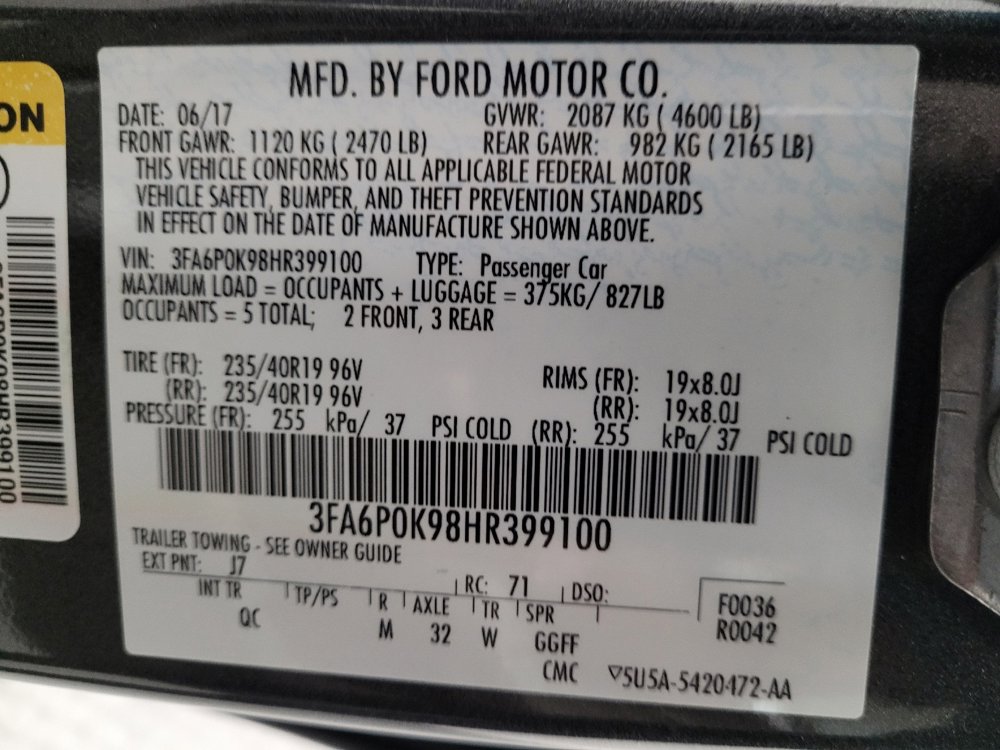 ON
MFD. BY FORD MOTOR CO.
DATE: 06/17 GVWR: 2087 KG ( 4600 LB)
FRONT GAWR: 1120 KG ( 2470 LB) REAR GAWR: 982 KG ( 2165 LB)
THIS VEHICLE CONFORMS TO ALL APPLICABLE FEDERAL MOTOR
VEHICLE SAFETY, BUMPER, AND THEFT PREVENTION STANDARDS
IN EFFECT ON THE DATE OF MANUFACTURE SHOWN ABOVE.
VIN: 3FA6P0K98HR399100 TYPE: Passenger Car
MAXIMUM LOAD = OCCUPANTS + LUGGAGE = 375KG/ 827LB
OCCUPANTS = 5 TOTAL; 2 FRONT, 3 REAR
TIRE (FR): 235/40R19 96V RIMS (FR): 19x8.0J
(RR): 235/40R19 96V (RR): 19x8.0J
PRESSURE (FR): 255 kPa/ 37 PSI COLD (RR): 255 kPa/ 37 PSI COLD
3FA6P0K98HR399100
TRAILER TOWING - SEE OWNER GUIDE
EXT PNT: J7 RC: 71 DSO:
INT TR TP/PS R AXLE TR SPR F0036
QC M 32 W GGFF R0042
CMC ▽5U5A-5420472-AA
3FA6P0K98HR399100